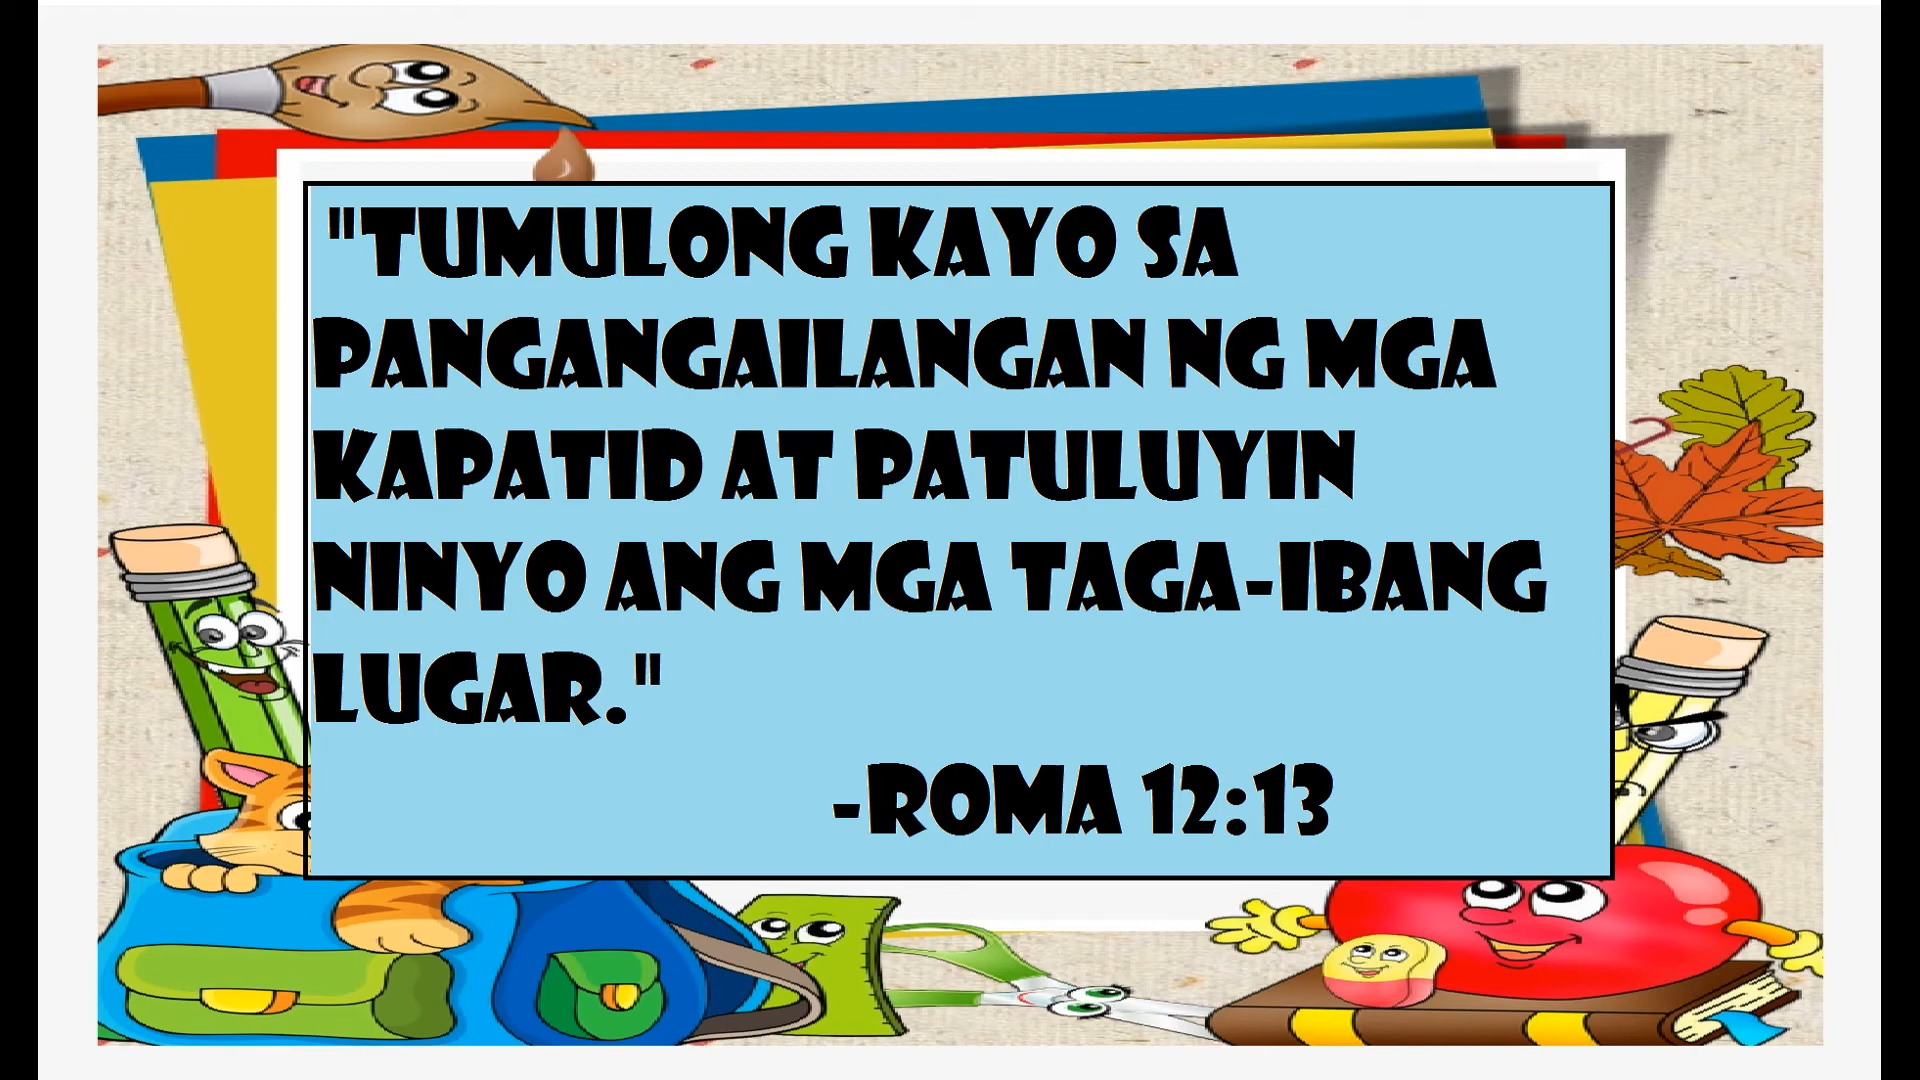 "TUMULONG KAYO SA
PANGANGAILANGAN NG MGA
KAPATID AT PATULUYIN
NINYO ANG MGA TAGA-IBANG
LUGAR."
-ROMA 12:13